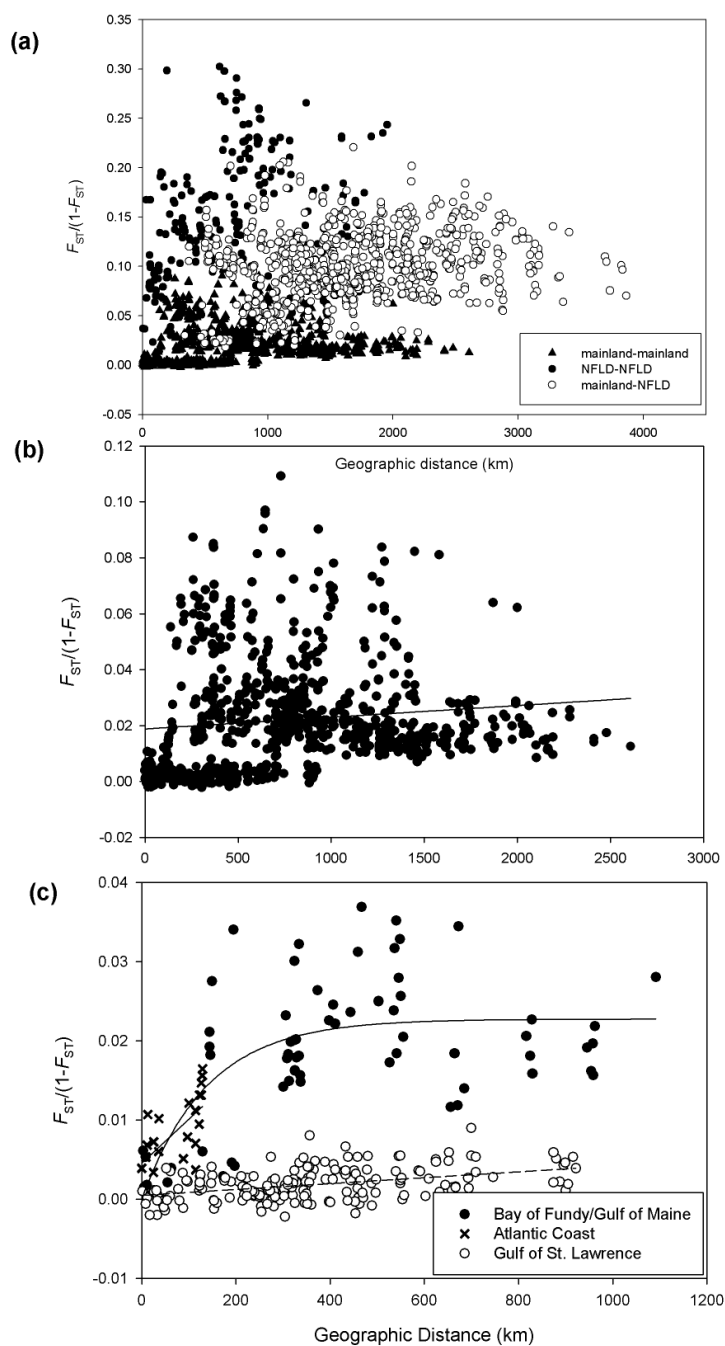 (a)
0.30
0.25
0.20
0.15
0.10
0.05
0.00
-0.05
FST/(1-FST)
mainland-mainland
NFLD-NFLD
mainland-NFLD
0 1000 2000 3000 4000
Geographic distance (km)
(b)
0.12
0.10
0.08
0.06
0.04
0.02
0.00
-0.02
FST/(1-FST)
0 500 1000 1500 2000 2500 3000
(c)
0.04
0.03
0.02
0.01
0.00
-0.01
FST/(1-FST)
Bay of Fundy/Gulf of Maine
Atlantic Coast
Gulf of St. Lawrence
0 200 400 600 800 1000 1200
Geographic Distance (km)